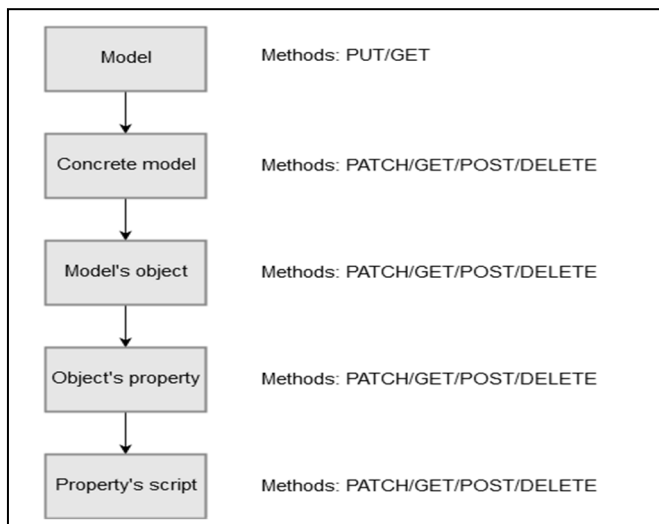 Model
Methods: PUT/GET
Concrete model
Methods: PATCH/GET/POST/DELETE
Model's object
Methods: PATCH/GET/POST/DELETE
Object's property
Methods: PATCH/GET/POST/DELETE
Property's script
Methods: PATCH/GET/POST/DELETE